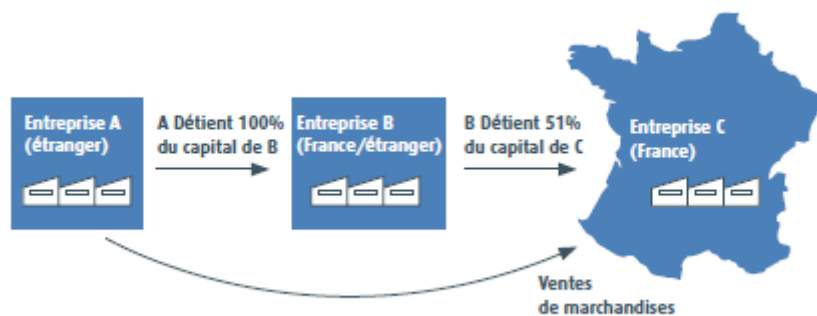 Entreprise A
(étranger)
A Détient 100%
du capital de B
Entreprise B
(France/étranger)
B Détient 51%
du capital de C
Entreprise C
(France)
Ventes
de marchandises